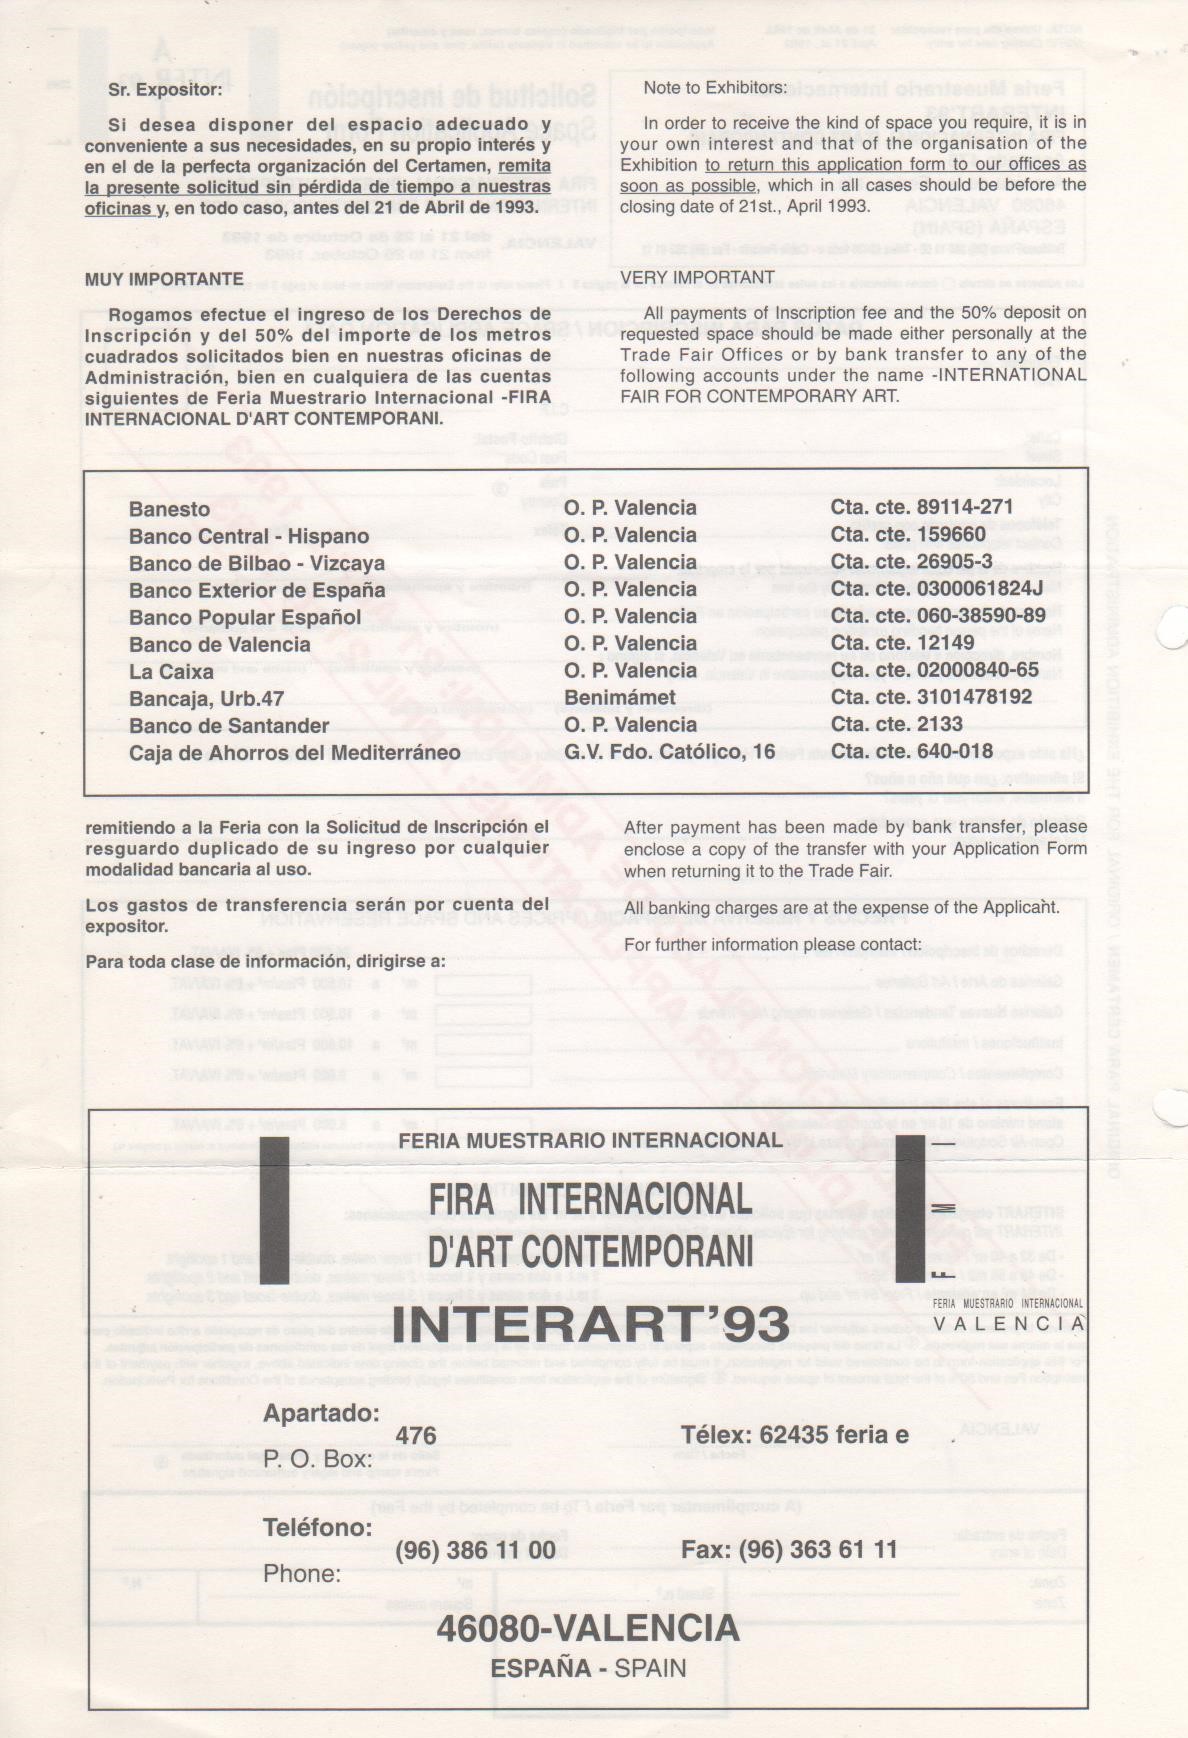 Sr. Expositor:
Si desea disponer del espacio adecuado y
conveniente a sus necesidades, en su propio interés y
en el de la perfecta organización del Certamen, remita
la presente solicitud sin pérdida de tiempo a nuestras
oficinas y, en todo caso, antes del 21 de Abril de 1993.
MUY IMPORTANTE
Rogamos efectue el ingreso de los Derechos de
Inscripción y del 50% del importe de los metros
cuadrados solicitados bien en nuestras oficinas de
Administración, bien en cualquiera de las cuentas
siguientes de Feria Muestrario Internacional -FIRA
INTERNACIONAL D'ART CONTEMPORANI.
Note to Exhibitors:
In order to receive the kind of space you require, it is in
your own interest and that of the organisation of the
Exhibition to return this application form to our offices as
soon as possible, which in all cases should be before the
closing date of 21st., April 1993.
VERY IMPORTANT
All payments of Inscription fee and the 50% deposit on
requested space should be made either personally at the
Trade Fair Offices or by bank transfer to any of the
following accounts under the name -INTERNATIONAL
FAIR FOR CONTEMPORARY ART.
Banesto O. P. Valencia Cta. cte. 89114-271
Banco Central - Hispano O. P. Valencia Cta. cte. 159660
Banco de Bilbao - Vizcaya O. P. Valencia Cta. cte. 26905-3
Banco Exterior de España O. P. Valencia Cta. cte. 0300061824J
Banco Popular Español O. P. Valencia Cta. cte. 060-38590-89
Banco de Valencia O. P. Valencia Cta. cte. 12149
La Caixa O. P. Valencia Cta. cte. 02000840-65
Bancaja, Urb.47 Benimámet Cta. cte. 3101478192
Banco de Santander O. P. Valencia Cta. cte. 2133
Caja de Ahorros del Mediterráneo G.V. Fdo. Católico, 16 Cta. cte. 640-018
remitiendo a la Feria con la Solicitud de Inscripción el
resguardo duplicado de su ingreso por cualquier
modalidad bancaria al uso.
Los gastos de transferencia serán por cuenta del
expositor.
Para toda clase de información, dirigirse a:
After payment has been made by bank transfer, please
enclose a copy of the transfer with your Application Form
when returning it to the Trade Fair.
All banking charges are at the expense of the Applicant.
For further information please contact:
FERIA MUESTRARIO INTERNACIONAL
FIRA INTERNACIONAL
D'ART CONTEMPORANI
INTERART'93
F M I
FERIA MUESTRARIO INTERNACIONAL
VALENCIA
Apartado:
476
P. O. Box:
Télex: 62435 feria e
Teléfono:
(96) 386 11 00
Phone:
Fax: (96) 363 61 11
46080-VALENCIA
ESPAÑA - SPAIN